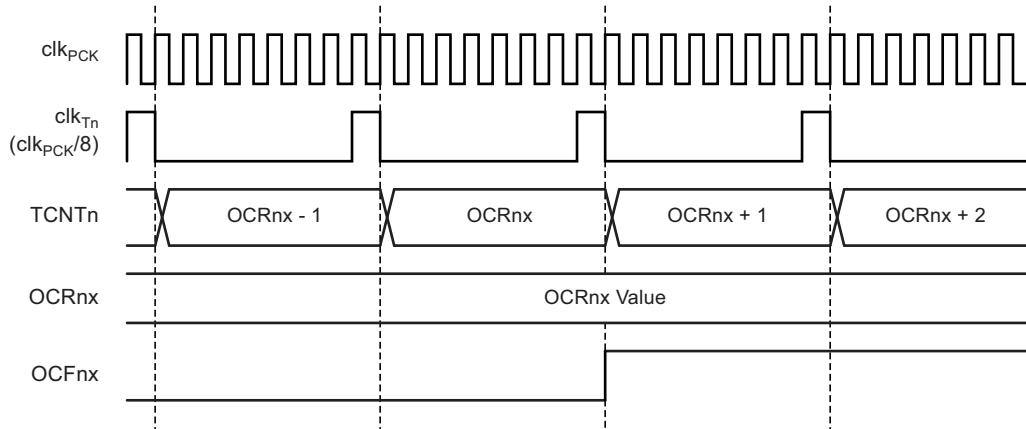 clkPCK
clkTn
(clkPCK/8)
TCNTn OCRnx - 1 OCRnx OCRnx + 1 OCRnx + 2
OCRnx OCRnx Value
OCFnx